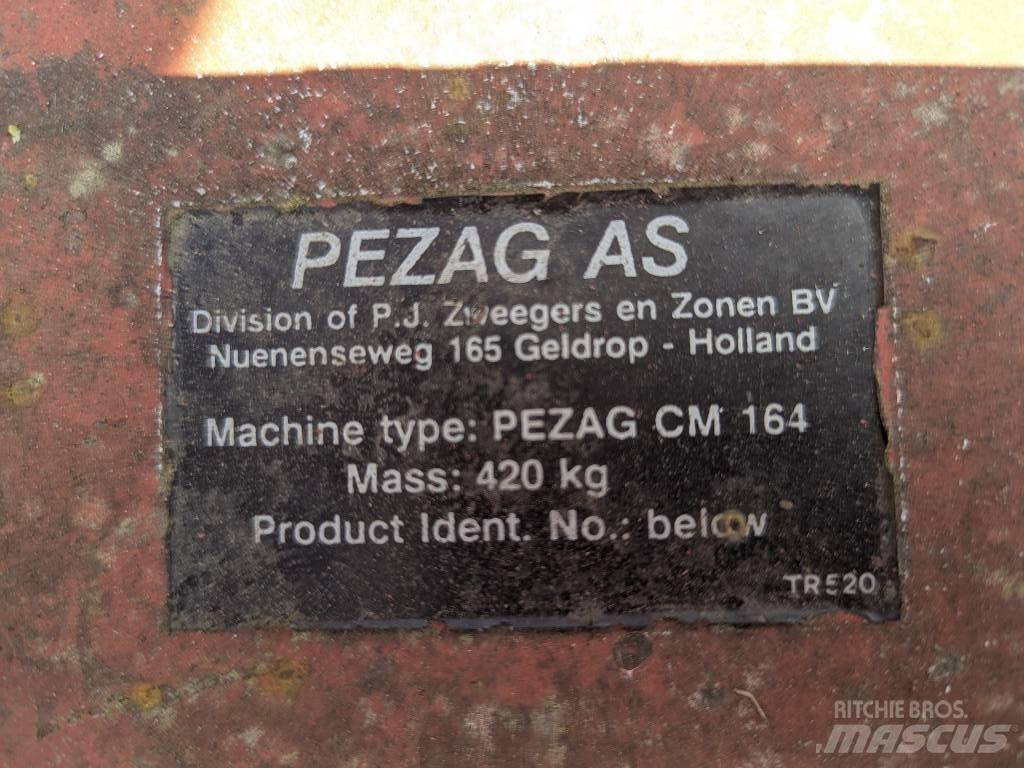 PEZAG AS
Division of P.J. Zweegers en Zonen BV
Nuenenseweg 165 Geldrop - Holland
Machine type: PEZAG CM 164
Mass: 420 kg
Product Ident. No.: below
TR520
RITCHIE BROS.
MASCUS